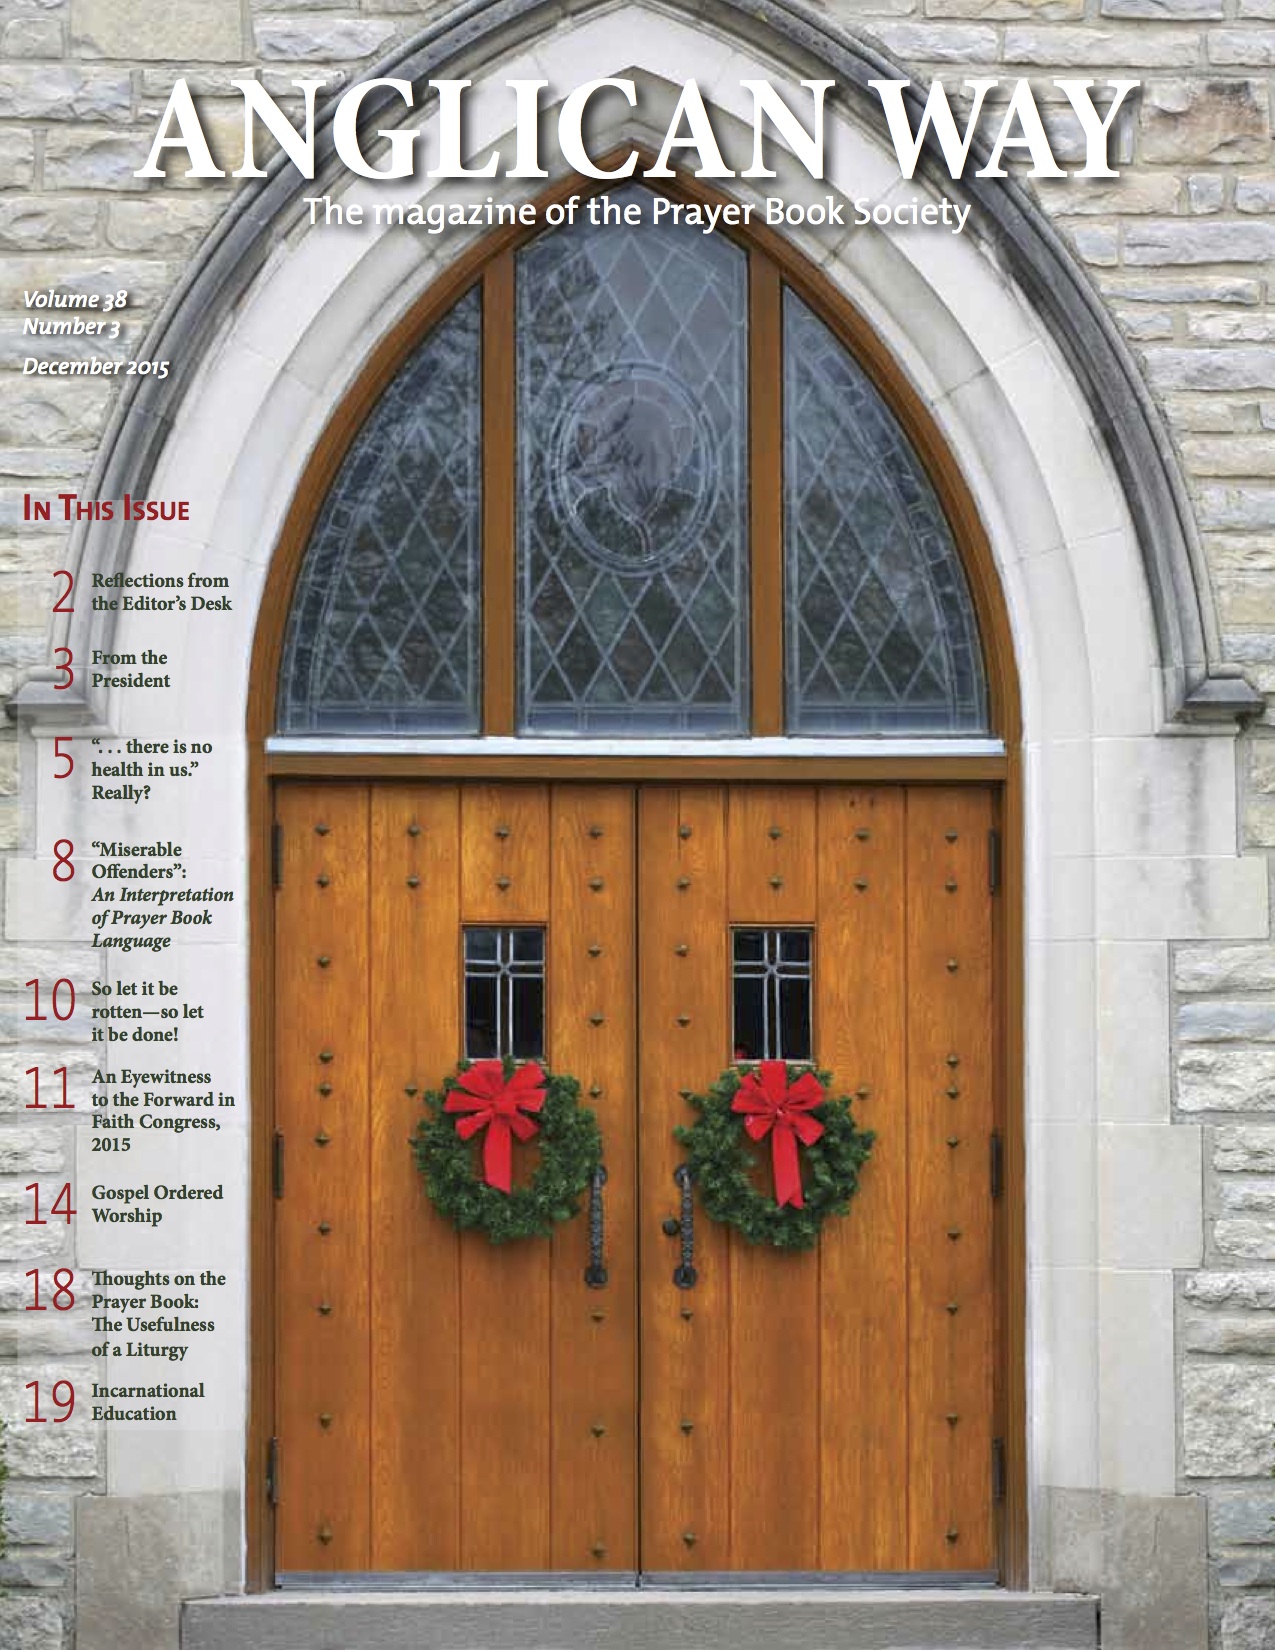 ANGLICAN WAY
The magazine of the Prayer Book Society
Volume 38
Number 3
December 2015
IN THIS ISSUE
2 Reflections from
the Editor's Desk
3 From the
President
5 “. . . there is no
health in us.”
Really?
8 “Miserable
Offenders”:
An Interpretation
of Prayer Book
Language
10 So let it be
rotten—so let
it be done!
11 An Eyewitness
to the Forward in
Faith Congress,
2015
14 Gospel Ordered
Worship
18 Thoughts on the
Prayer Book:
The Usefulness
of a Liturgy
19 Incarnational
Education